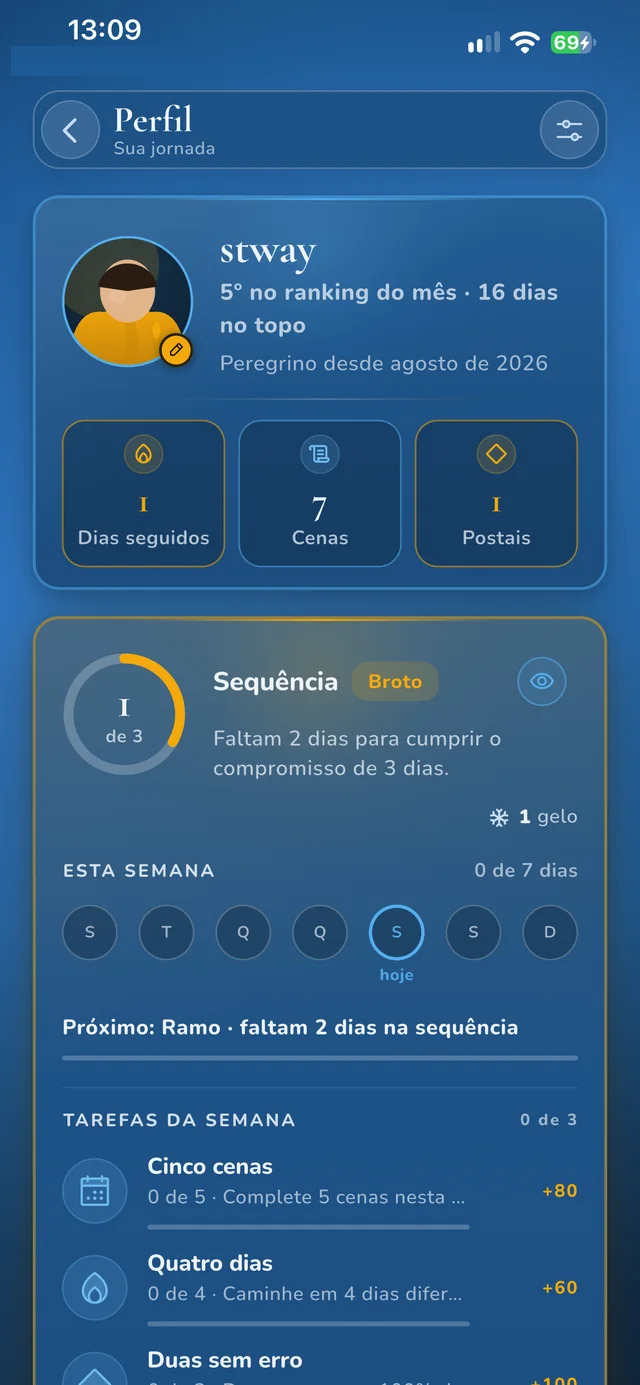 13:09
69
Perfil
Sua jornada
stway
5º no ranking do mês · 16 dias
no topo
Peregrino desde agosto de 2026
1
Dias seguidos
7
Cenas
1
Postais
1
de 3
Sequência
Broto
Faltam 2 dias para cumprir o
compromisso de 3 dias.
1 gelo
ESTA SEMANA
0 de 7 dias
S T Q Q S S D
hoje
Próximo: Ramo · faltam 2 dias na sequência
TAREFAS DA SEMANA
0 de 3
Cinco cenas
0 de 5 · Complete 5 cenas nesta ...
+80
Quatro dias
0 de 4 · Caminhe em 4 dias difer...
+60
Duas sem erro
+100